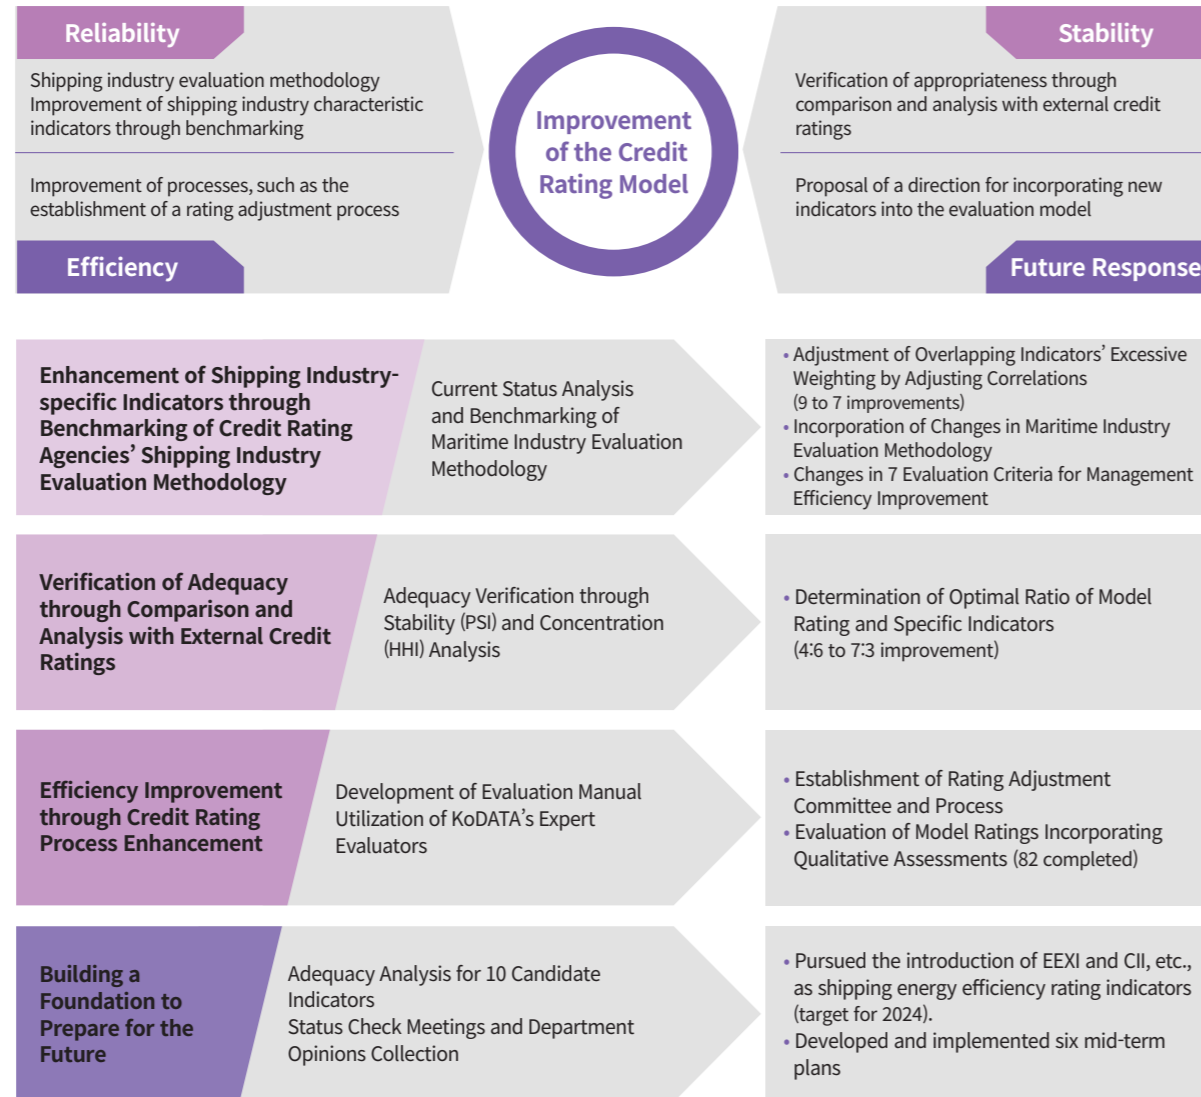 Reliability
Shipping industry evaluation methodology
Improvement of shipping industry characteristic
indicators through benchmarking
Improvement of processes, such as the
establishment of a rating adjustment process
Efficiency
Improvement
of the Credit
Rating Model
Stability
Verification of appropriateness through
comparison and analysis with external credit
ratings
Proposal of a direction for incorporating new
indicators into the evaluation model
Future Response
Enhancement of Shipping Industry-
specific Indicators through
Benchmarking of Credit Rating
Agencies’ Shipping Industry
Evaluation Methodology
Current Status Analysis
and Benchmarking of
Maritime Industry Evaluation
Methodology
• Adjustment of Overlapping Indicators’ Excessive
Weighting by Adjusting Correlations
(9 to 7 improvements)
• Incorporation of Changes in Maritime Industry
Evaluation Methodology
• Changes in 7 Evaluation Criteria for Management
Efficiency Improvement
Verification of Adequacy
through Comparison and
Analysis with External Credit
Ratings
Adequacy Verification through
Stability (PSI) and Concentration
(HHI) Analysis
• Determination of Optimal Ratio of Model
Rating and Specific Indicators
(4:6 to 7:3 improvement)
Efficiency Improvement
through Credit Rating
Process Enhancement
Development of Evaluation Manual
Utilization of KoDATA’s Expert
Evaluators
• Establishment of Rating Adjustment
Committee and Process
• Evaluation of Model Ratings Incorporating
Qualitative Assessments (82 completed)
Building a
Foundation to
Prepare for the
Future
Adequacy Analysis for 10 Candidate
Indicators
Status Check Meetings and Department
Opinions Collection
• Pursued the introduction of EEXI and CII, etc.,
as shipping energy efficiency rating indicators
(target for 2024).
• Developed and implemented six mid-term
plans